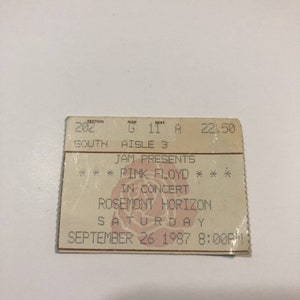 SECTION ROW SEAT
202 G 11 A 22.50
SOUTH AISLE 3
JAM PRESENTS
* * * PINK FLOYD * * *
IN CONCERT
ROSEMONT HORIZON
SATURDAY
SEPTEMBER 26 1987 8:00PM